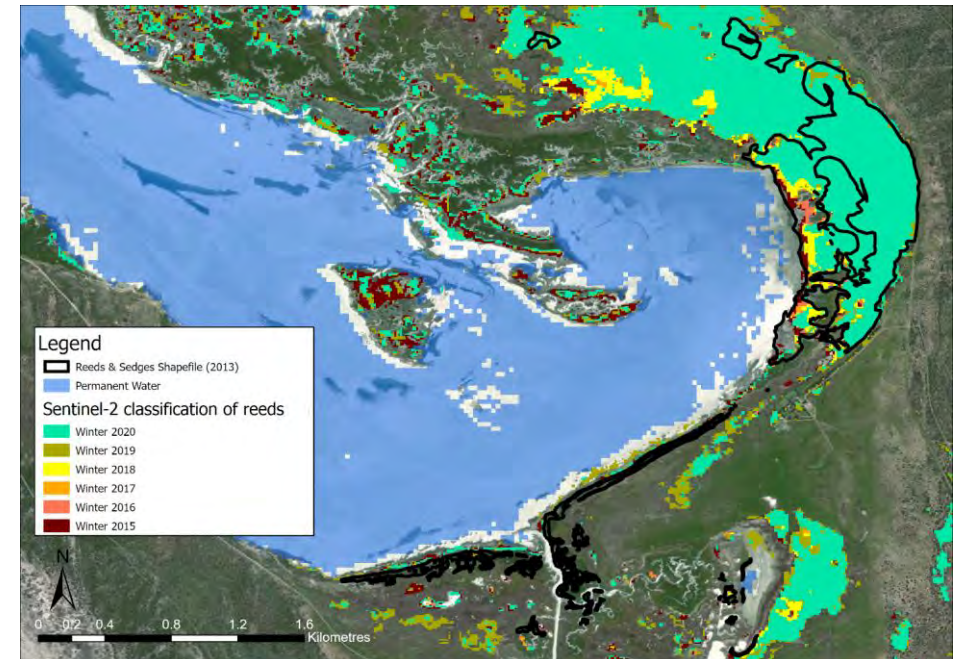 Legend
Reeds & Sedges Shapefile (2013)
Permanent Water
Sentinel-2 classification of reeds
Winter 2020
Winter 2019
Winter 2018
Winter 2017
Winter 2016
Winter 2015
N
0 0.2 0.4 0.8 1.2 1.6
Kilometres